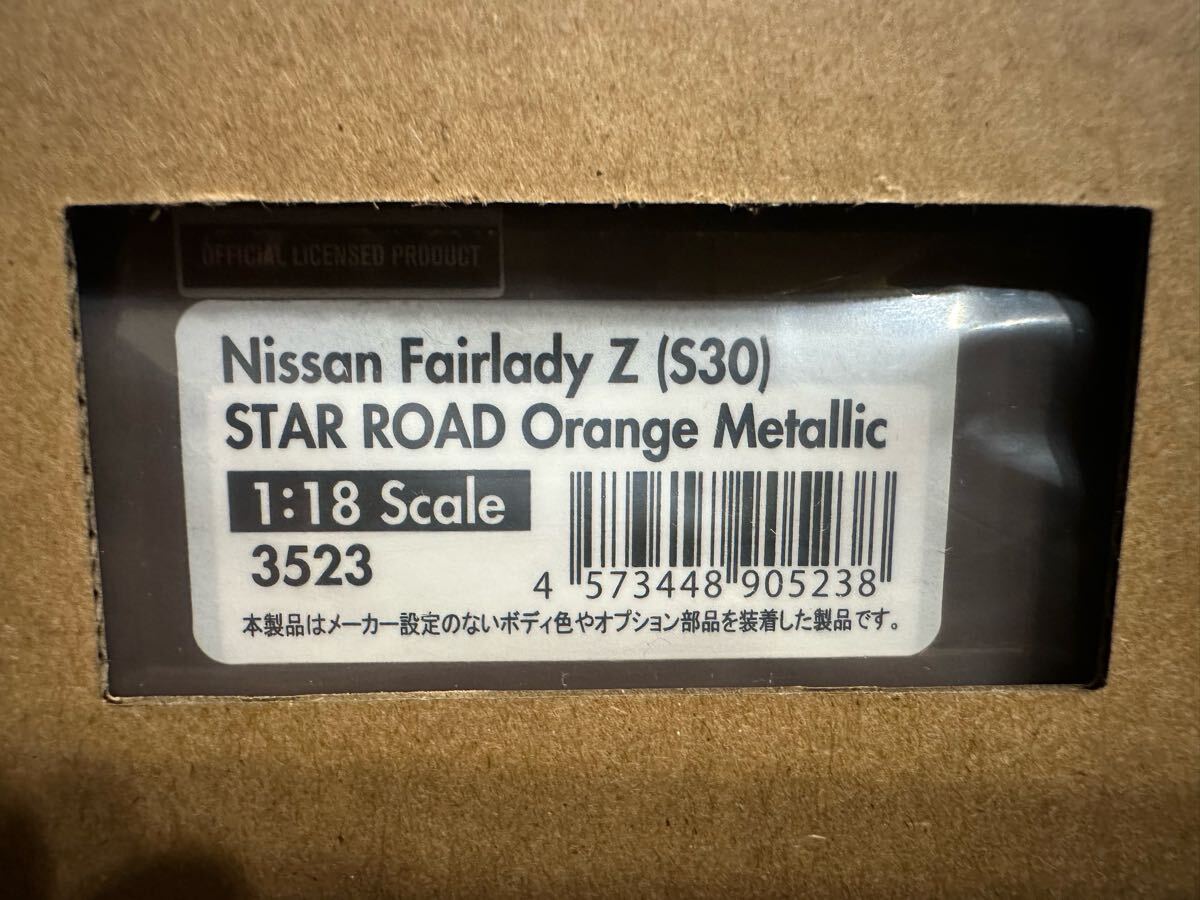 OFFICIAL LICENSED PRODUCT
Nissan Fairlady Z (S30)
STAR ROAD Orange Metallic
1:18 Scale
3523
4 573448 905238
本製品はメーカー設定のないボディ色やオプション部品を装着した製品です。